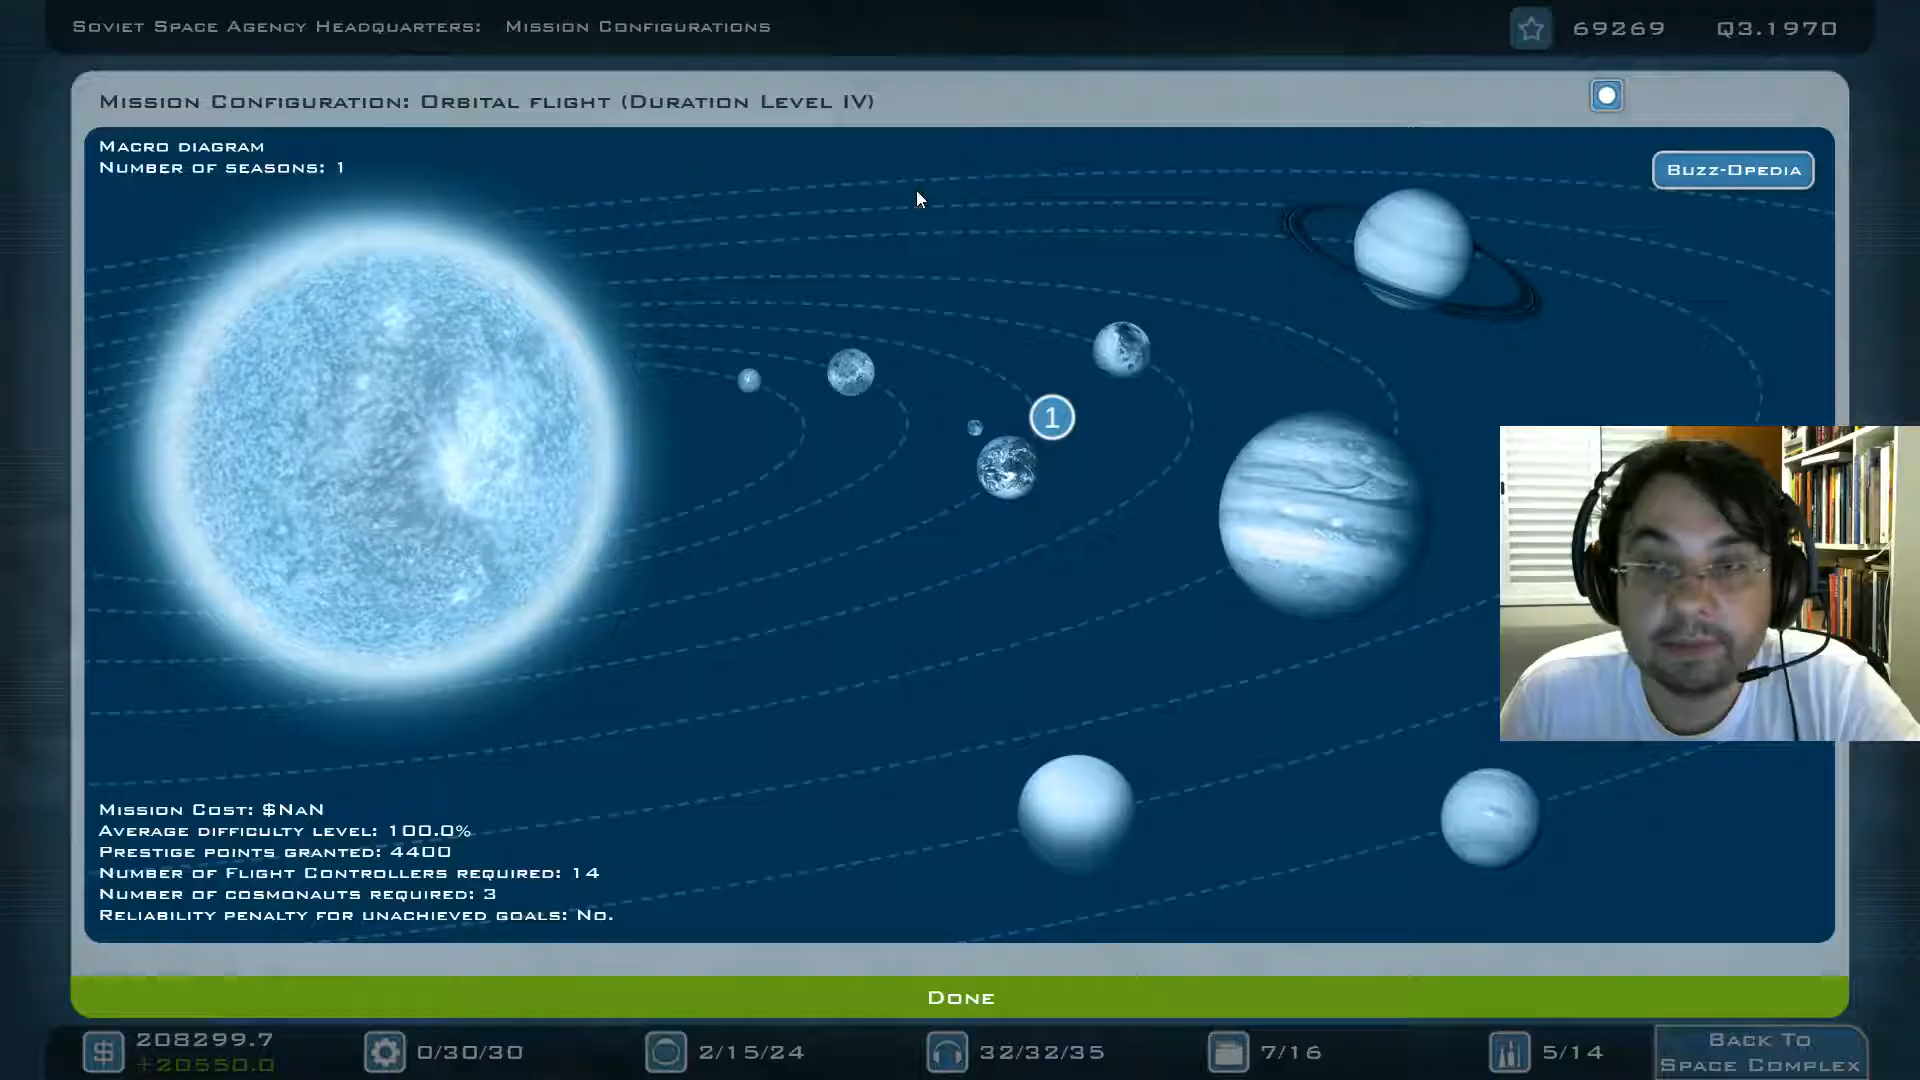 Soviet Space Agency Headquarters: Mission Configurations
69269
Q3.1970
Mission Configuration: Orbital flight (Duration Level IV)
Macro diagram
Number of seasons: 1
Buzz-Opedia
1
Mission Cost: $NaN
Average difficulty level: 100.0%
Prestige points granted: 4400
Number of Flight Controllers required: 14
Number of cosmonauts required: 3
Reliability penalty for unachieved goals: No.
Done
$ 208299.7
+20550.0
0/30/30
2/15/24
32/32/35
7/16
5/14
Back To
Space Complex